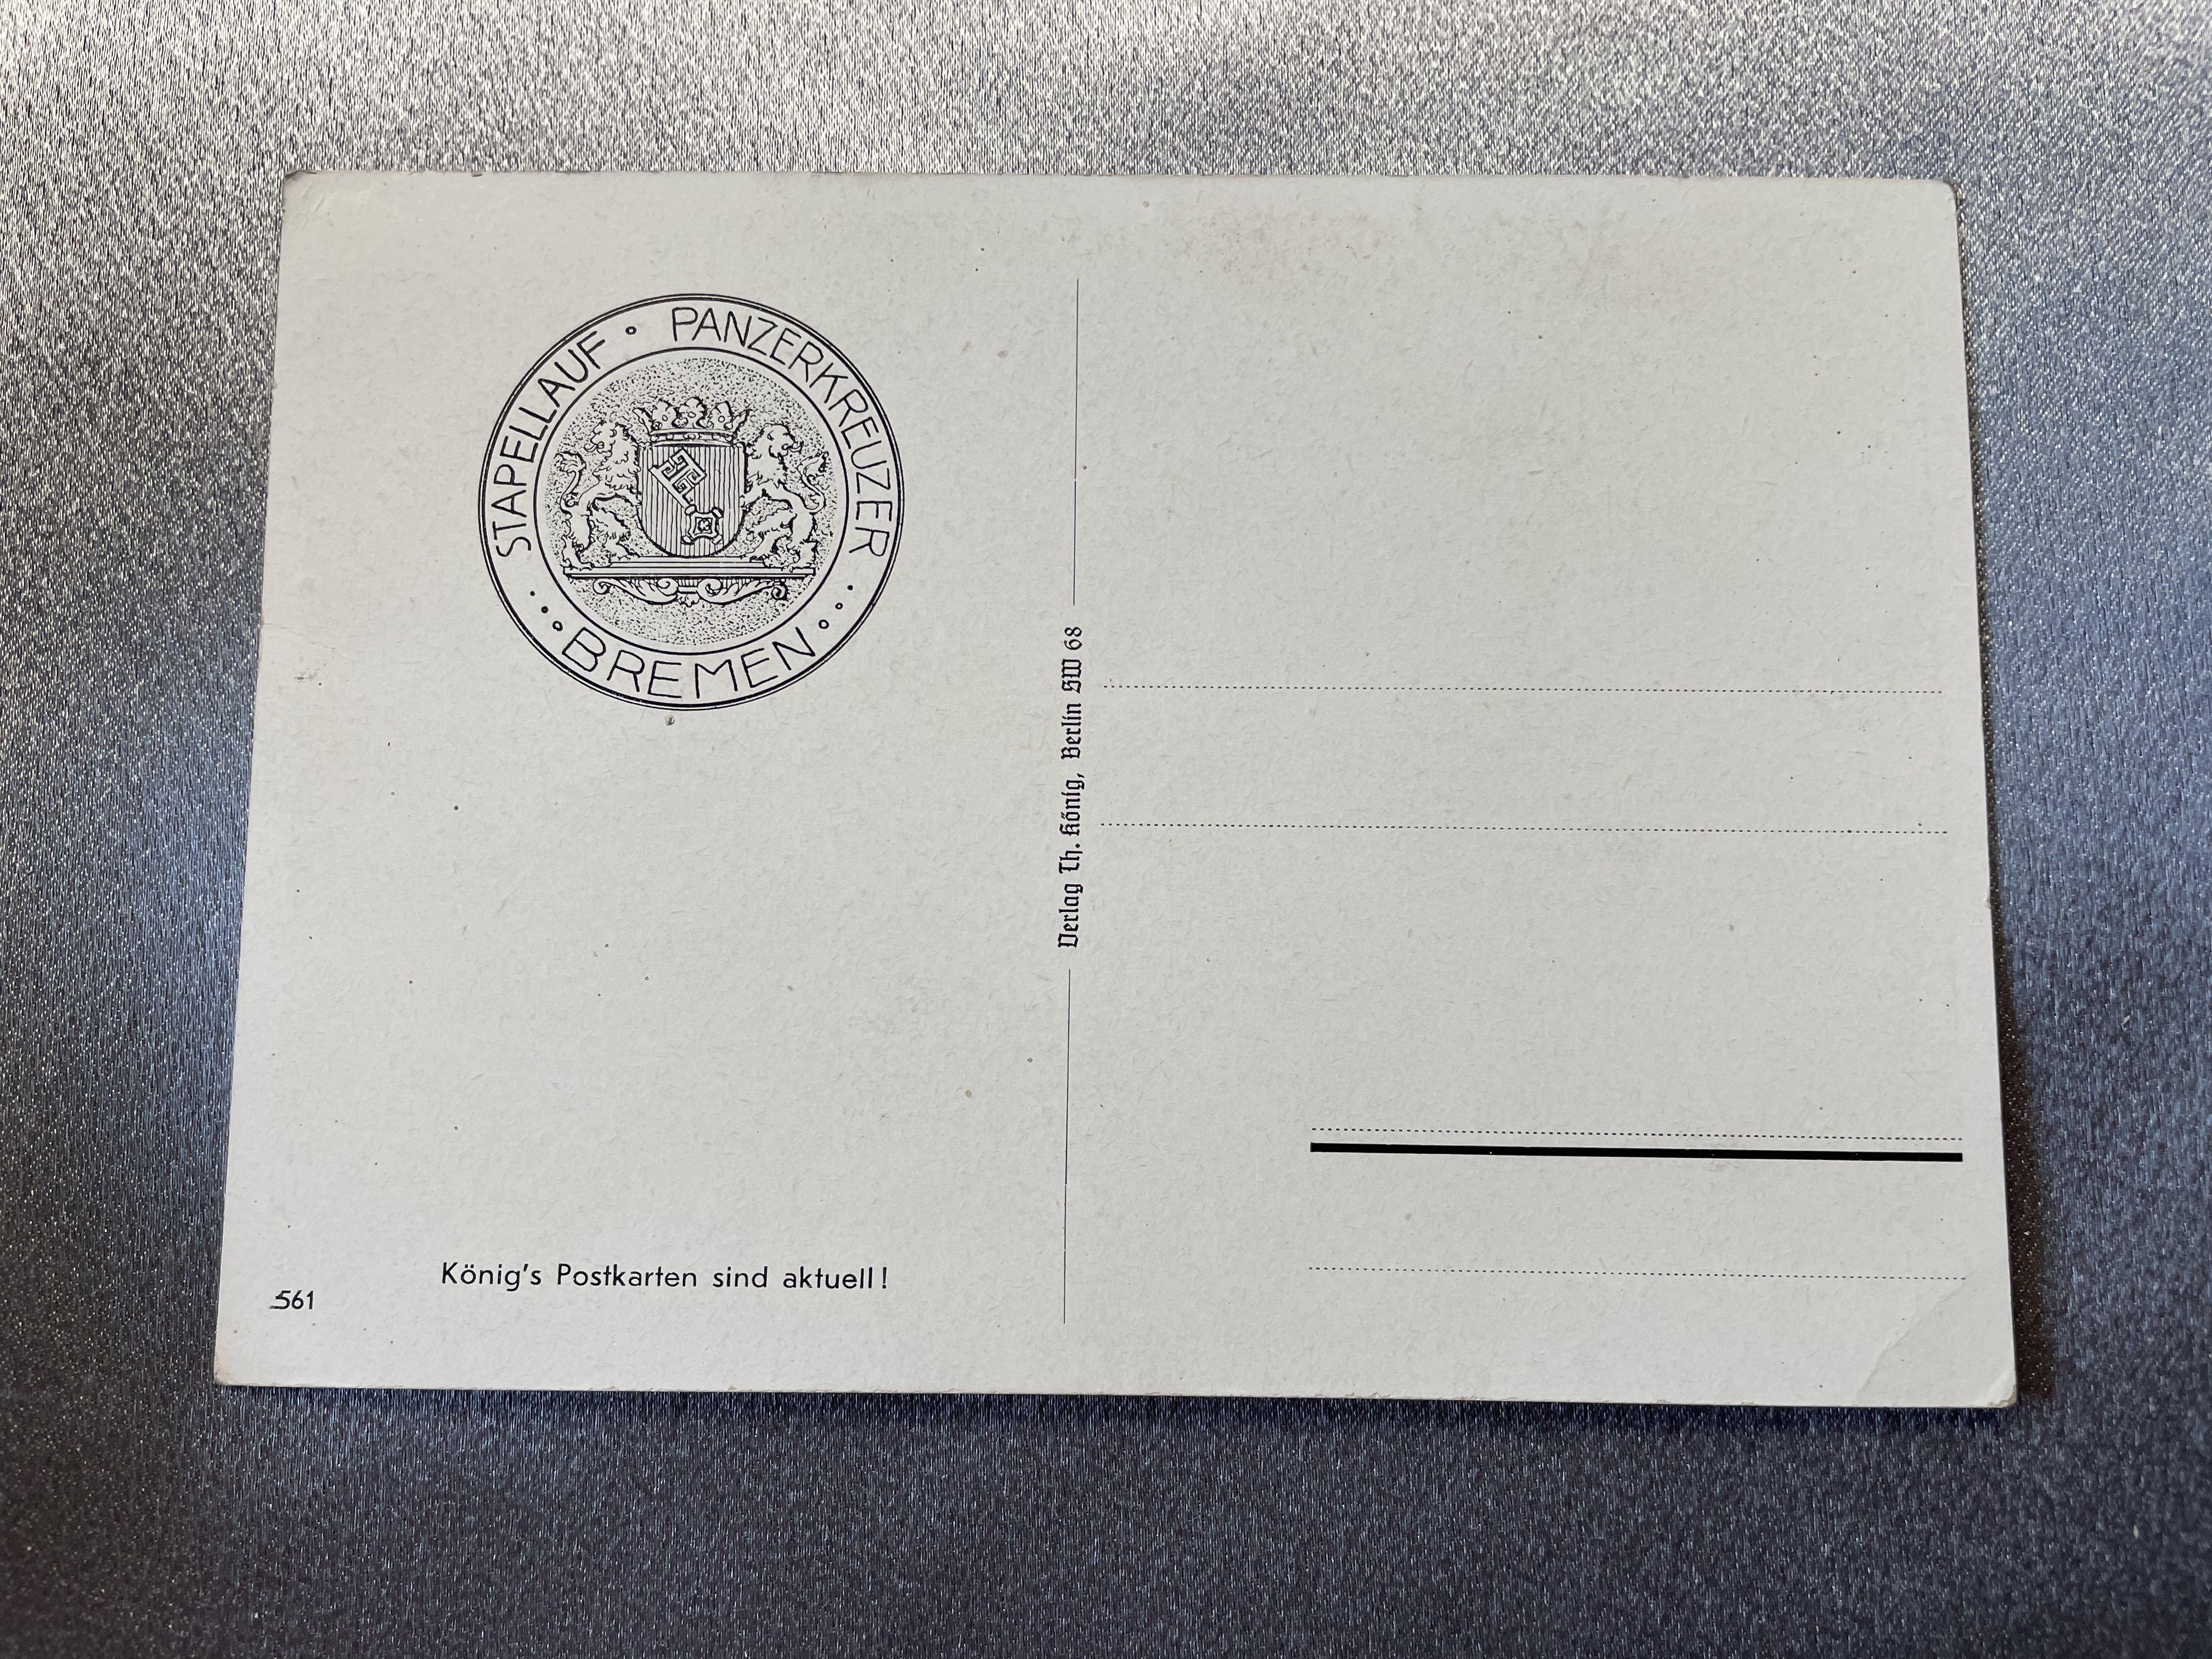 STAPELLAUF · PANZERKREUZER
BREMEN
Verlag Th. König, Berlin SW 68
König's Postkarten sind aktuell!
561